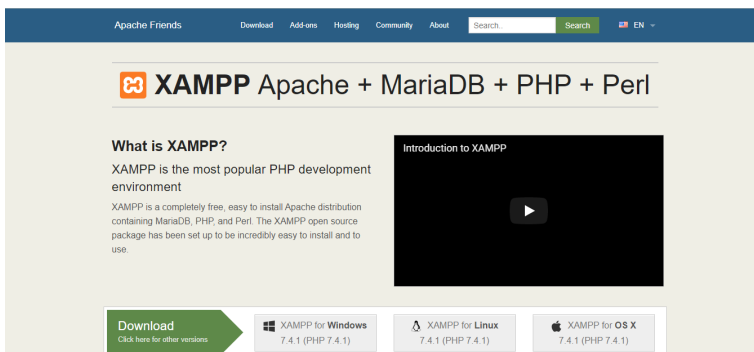 Apache Friends Download Add-ons Hosting Community About Search... Search EN
XAMPP Apache + MariaDB + PHP + Perl
What is XAMPP?
XAMPP is the most popular PHP development
environment
XAMPP is a completely free, easy to install Apache distribution
containing MariaDB, PHP, and Perl. The XAMPP open source
package has been set up to be incredibly easy to install and to
use.
Introduction to XAMPP
Download
Click here for other versions
XAMPP for Windows
7.4.1 (PHP 7.4.1)
XAMPP for Linux
7.4.1 (PHP 7.4.1)
XAMPP for OS X
7.4.1 (PHP 7.4.1)